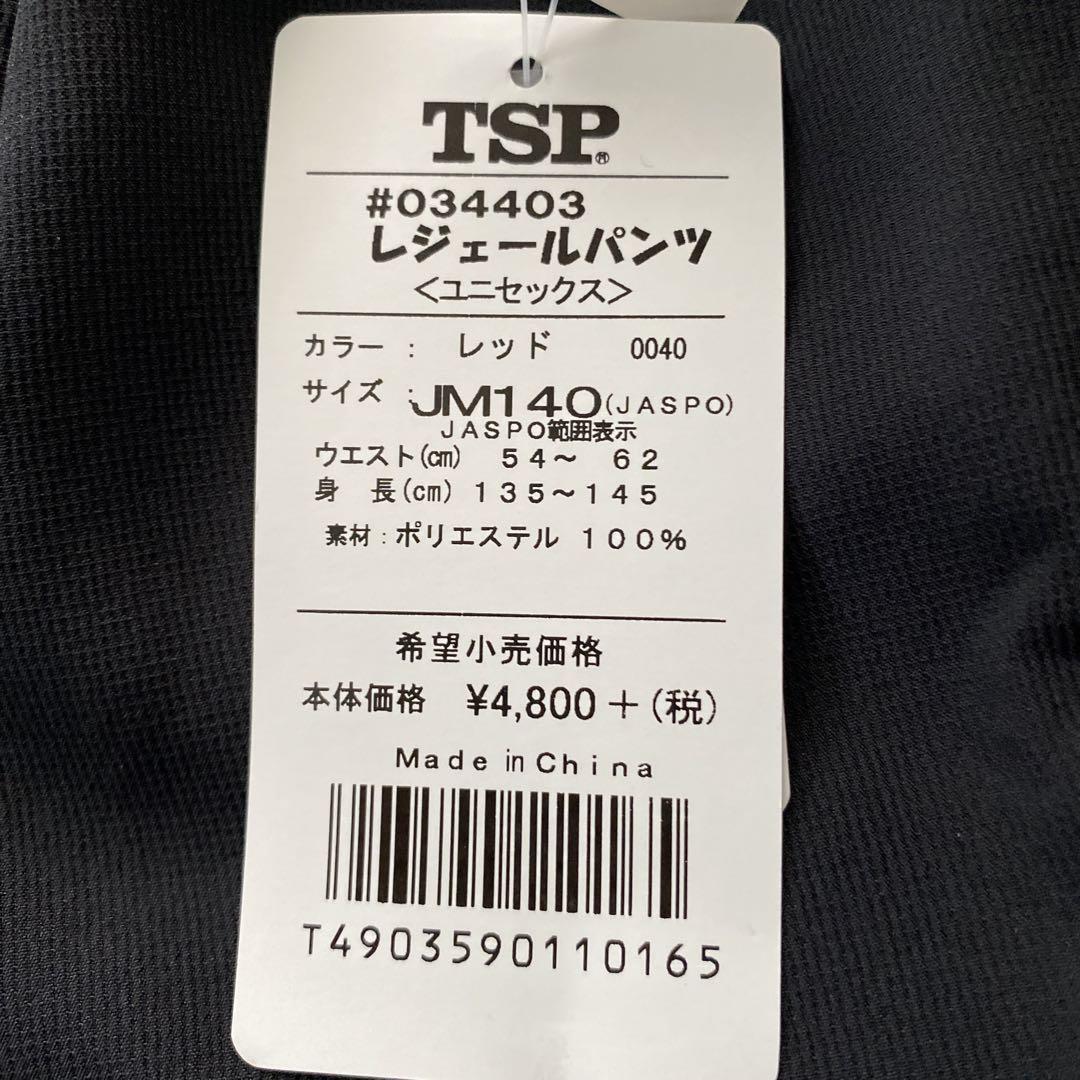 TSP®
#034403
レジェールパンツ
<ユニセックス>
カラー : レッド 0040
サイズ : JM140(JASPO)
JASPO範囲表示
ウエスト(㎝) 54～ 62
身 長(㎝) 135～145
素材：ポリエステル 100%
希望小売価格
本体価格 ¥4,800＋(税)
Made in China
T4903590110165